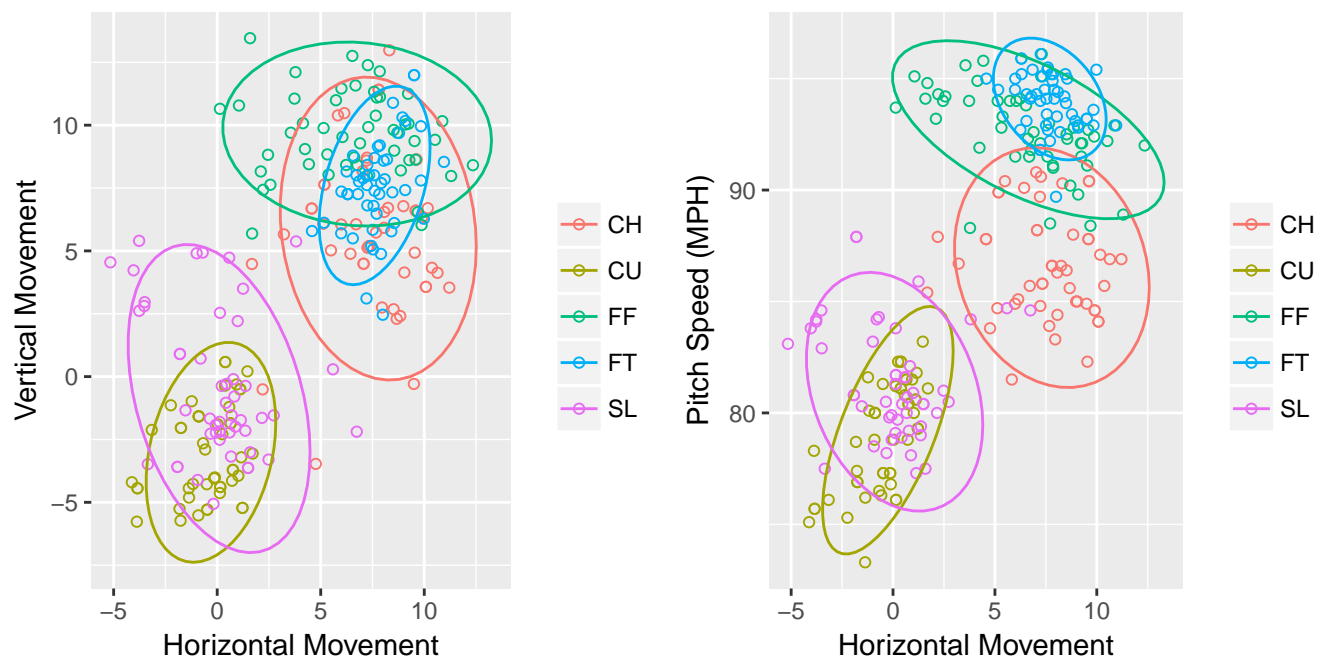 Vertical Movement
10
5
0
−5
−5
0
5
10
Horizontal Movement
CH
CU
FF
FT
SL
Pitch Speed (MPH)
90
80
−5
0
5
10
Horizontal Movement
CH
CU
FF
FT
SL